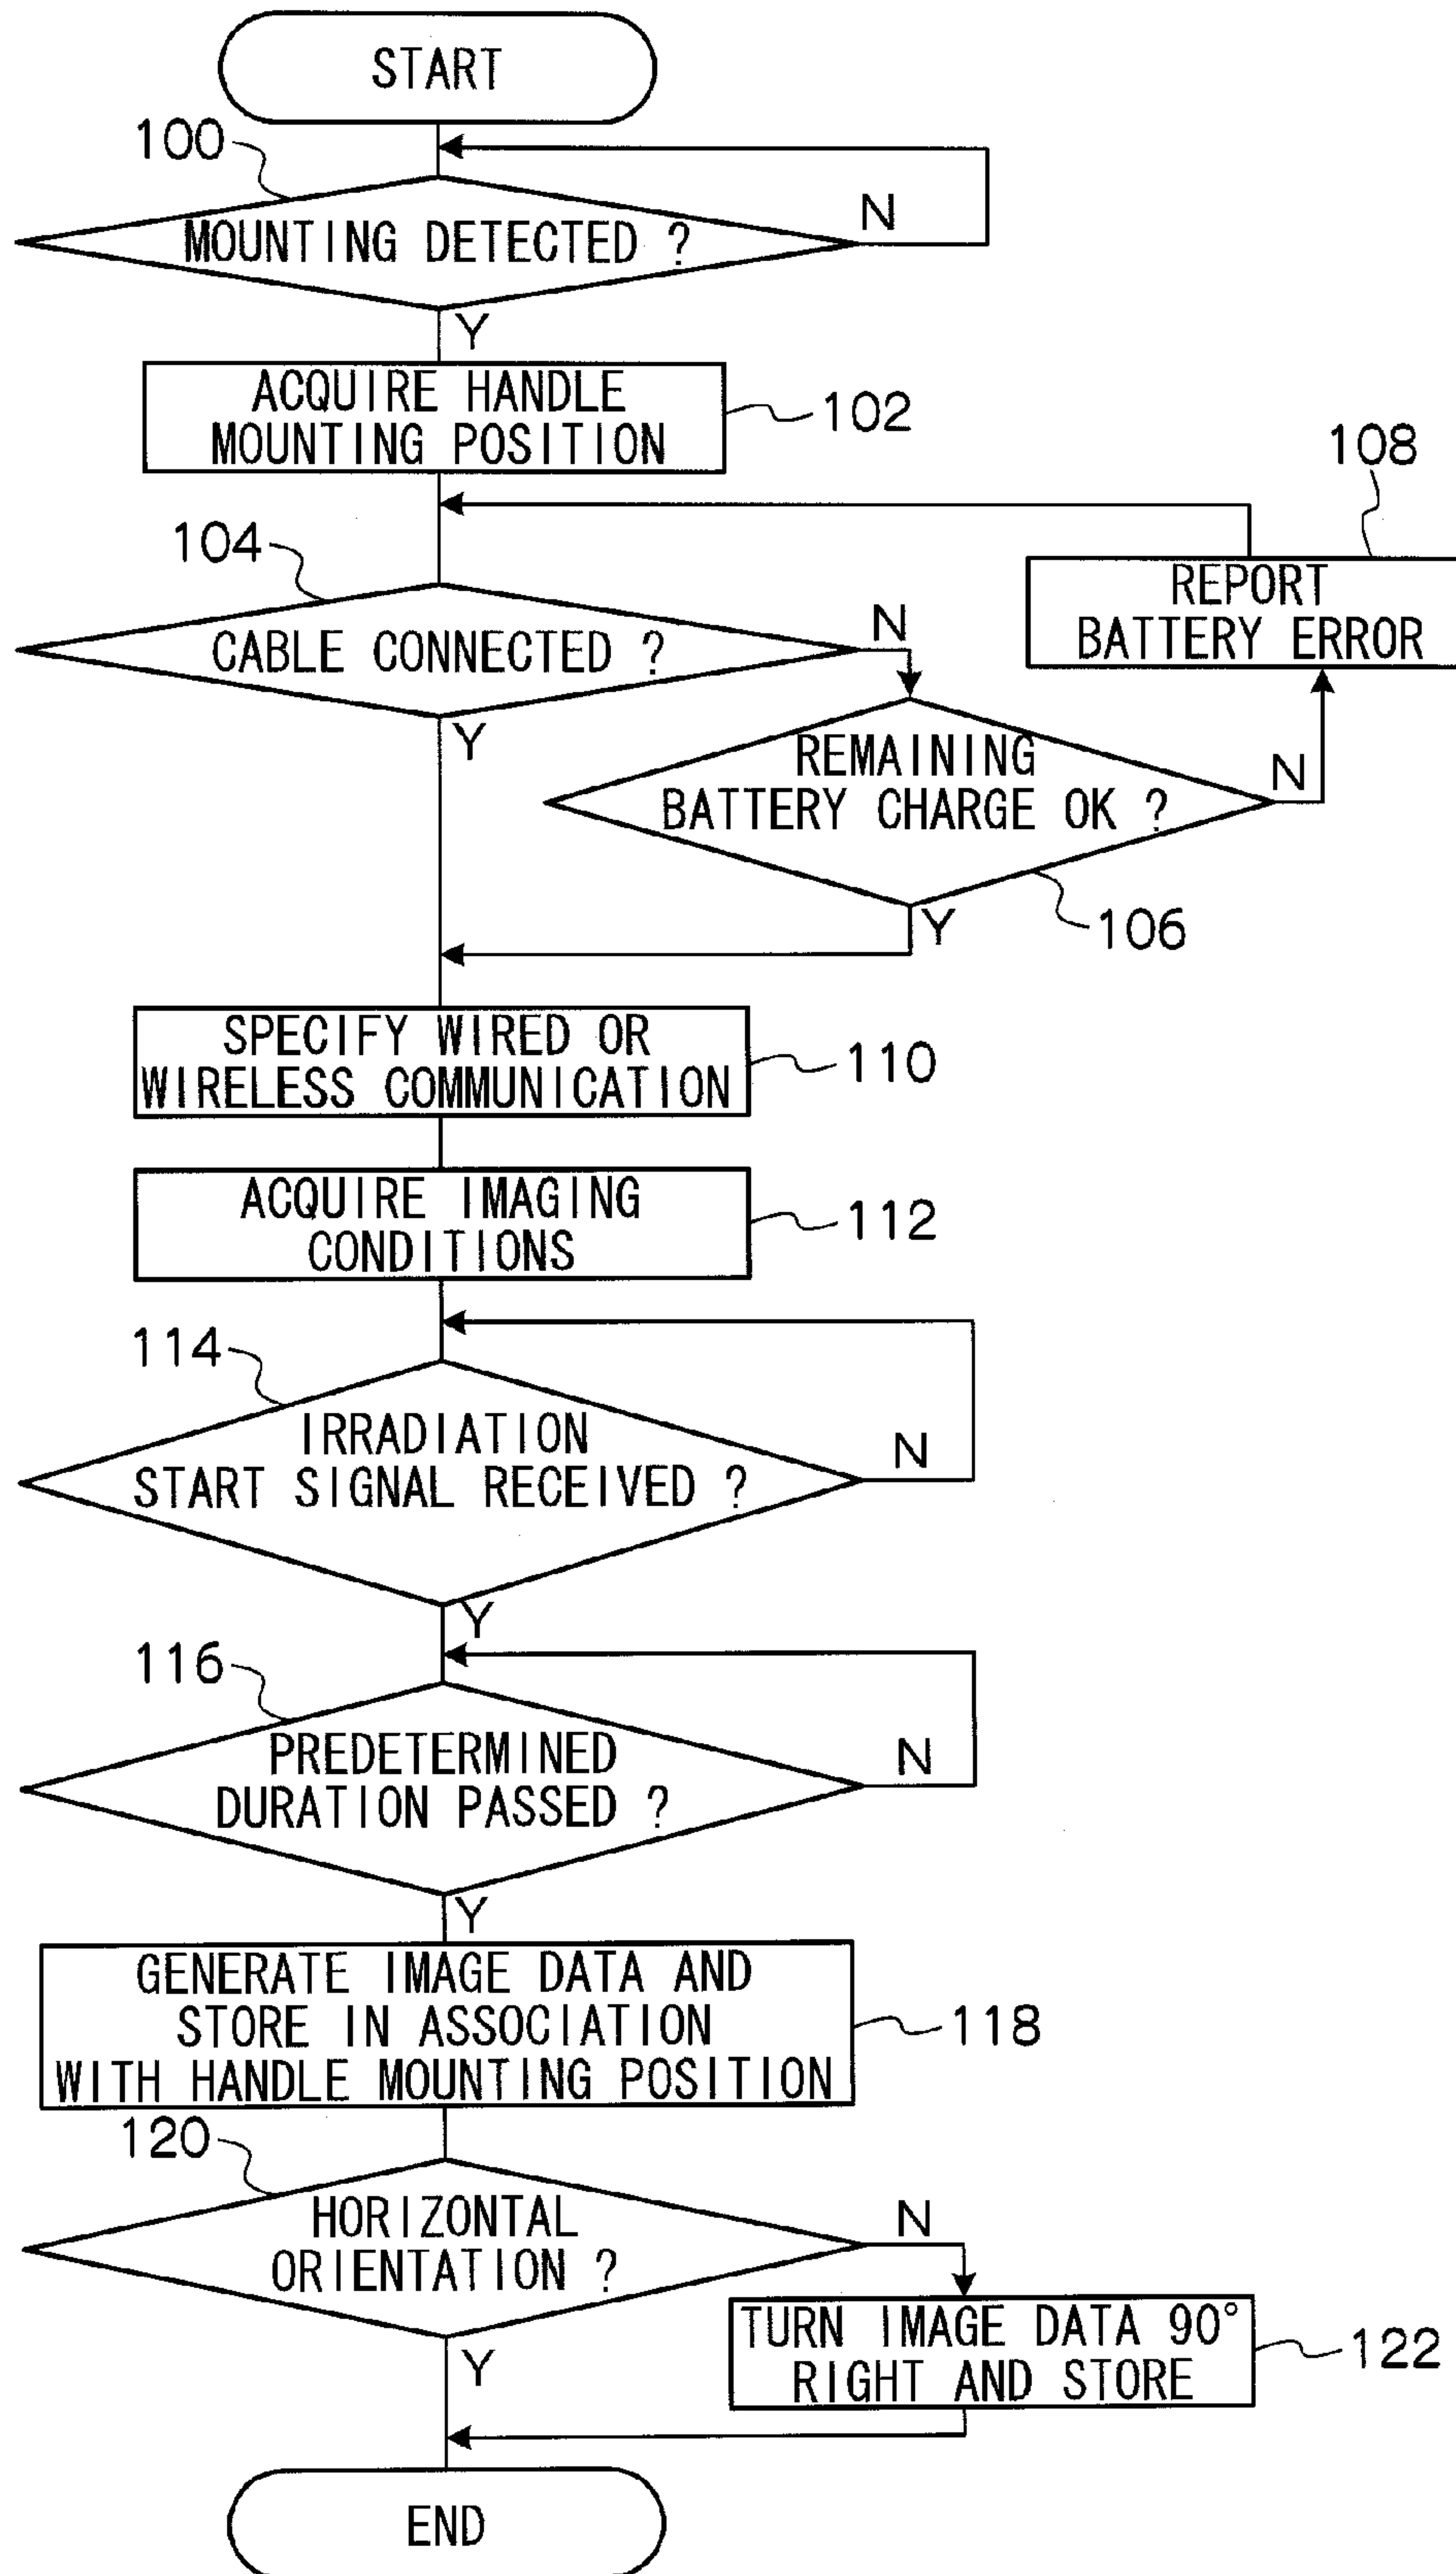 START
100
N
MOUNTING DETECTED ?
Y
ACQUIRE HANDLE
MOUNTING POSITION
102
108
104
REPORT
BATTERY ERROR
N
CABLE CONNECTED ?
Y
REMAINING
BATTERY CHARGE OK ?
N
Y
106
SPECIFY WIRED OR
WIRELESS COMMUNICATION
110
ACQUIRE IMAGING
CONDITIONS
112
114
IRRADIATION
START SIGNAL RECEIVED ?
N
Y
116
PREDETERMINED
DURATION PASSED ?
N
Y
GENERATE IMAGE DATA AND
STORE IN ASSOCIATION
WITH HANDLE MOUNTING POSITION
118
120
HORIZONTAL
ORIENTATION ?
N
Y
TURN IMAGE DATA 90°
RIGHT AND STORE
122
END